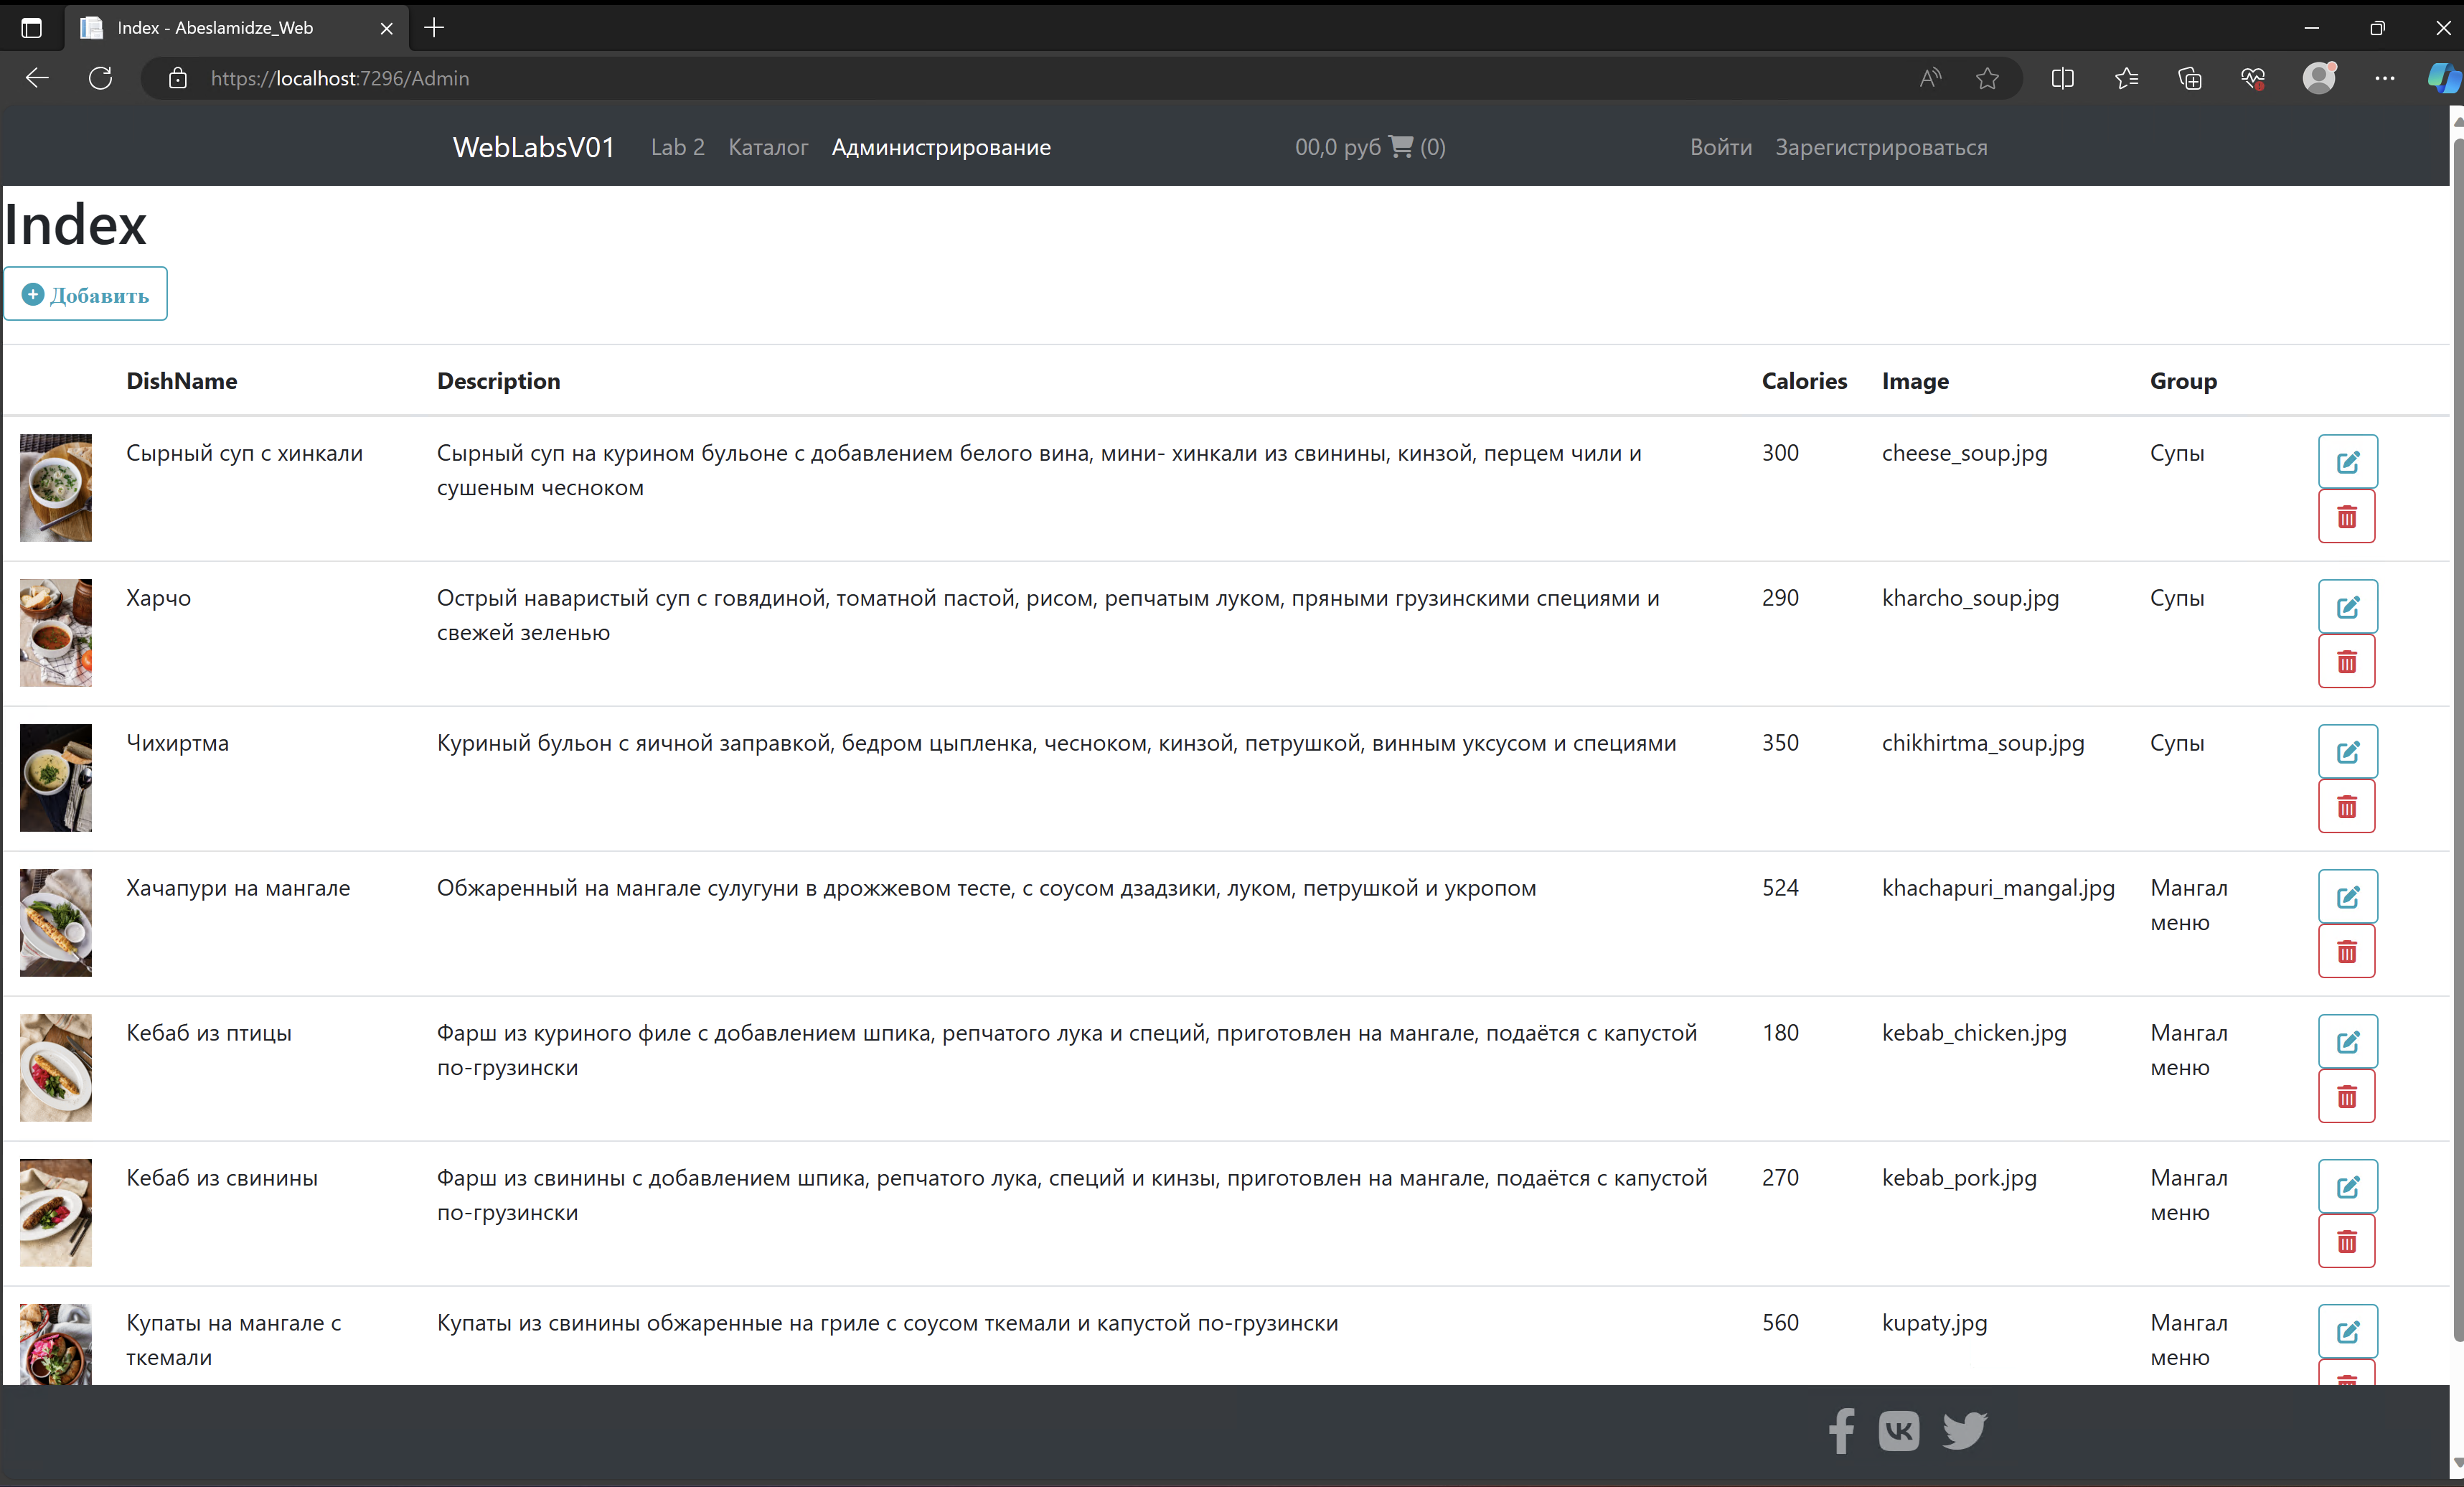 Index - Abeslamidze_Web
https://localhost:7296/Admin
WebLabsV01 Lab 2 Каталог Администрирование 00,0 руб (0) Войти Зарегистрироваться
Index
Добавить
DishName Description Calories Image Group
Сырный суп с хинкали Сырный суп на курином бульоне с добавлением белого вина, мини- хинкали из свинины, кинзой, перцем чили и 300 cheese_soup.jpg Супы
сушеным чесноком
Харчо Острый наваристый суп с говядиной, томатной пастой, рисом, репчатым луком, пряными грузинскими специями и 290 kharcho_soup.jpg Супы
свежей зеленью
Чихиртма Куриный бульон с яичной заправкой, бедром цыпленка, чесноком, кинзой, петрушкой, винным уксусом и специями 350 chikhirtma_soup.jpg Супы
Хачапури на мангале Обжаренный на мангале сулугуни в дрожжевом тесте, с соусом дзадзики, луком, петрушкой и укропом 524 khachapuri_mangal.jpg Мангал
меню
Кебаб из птицы Фарш из куриного филе с добавлением шпика, репчатого лука и специй, приготовлен на мангале, подаётся с капустой 180 kebab_chicken.jpg Мангал
по-грузински меню
Кебаб из свинины Фарш из свинины с добавлением шпика, репчатого лука, специй и кинзы, приготовлен на мангале, подаётся с капустой 270 kebab_pork.jpg Мангал
по-грузински меню
Купаты на мангале с Купаты из свинины обжаренные на гриле с соусом ткемали и капустой по-грузински 560 kupaty.jpg Мангал
ткемали меню